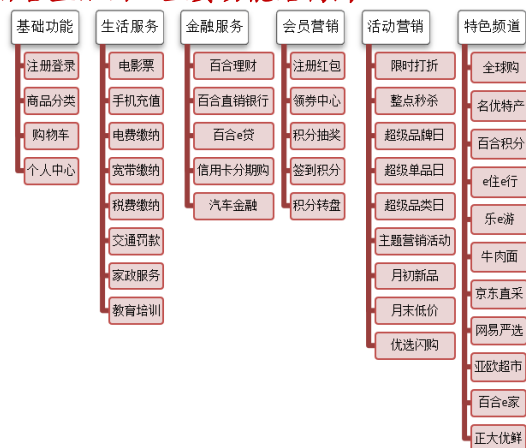 基础功能
注册登录
商品分类
购物车
个人中心
生活服务
电影票
手机充值
电费缴纳
宽带缴纳
税费缴纳
交通罚款
家政服务
教育培训
金融服务
百合理财
百合直销银行
百合e贷
信用卡分期购
汽车金融
会员营销
注册红包
领券中心
积分抽奖
签到积分
积分转盘
活动营销
限时打折
整点秒杀
超级品牌日
超级单品日
超级品类日
主题营销活动
月初新品
月末低价
优选闪购
特色频道
全球购
名优特产
百合积分
e住e行
乐e游
牛肉面
京东直采
网易严选
亚欧超市
百合e家
正大优鲜